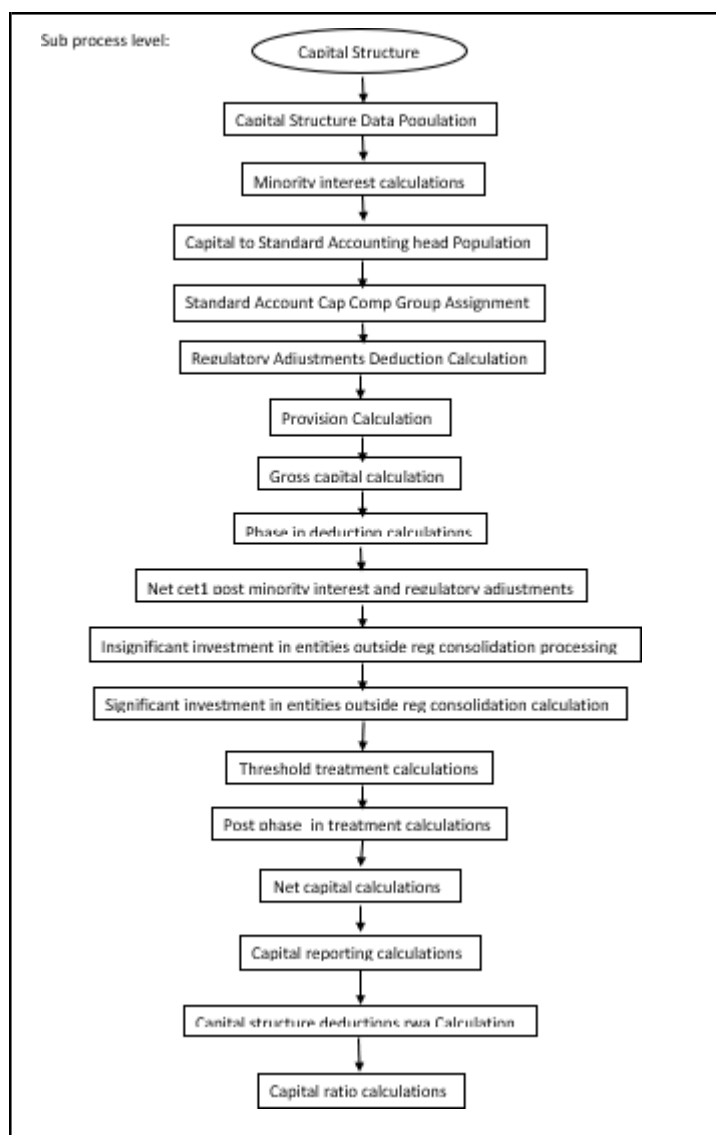 Sub process level:
Capital Structure
Capital Structure Data Population
Minority interest calculations
Capital to Standard Accounting head Population
Standard Account Cap Comp Group Assignment
Regulatory Adjustments Deduction Calculation
Provision Calculation
Gross capital calculation
Phase in deduction calculations
Net cet1 post minority interest and regulatory adjustments
Insignificant investment in entities outside reg consolidation processing
Significant investment in entities outside reg consolidation calculation
Threshold treatment calculations
Post phase in treatment calculations
Net capital calculations
Capital reporting calculations
Capital structure deductions rwa Calculation
Capital ratio calculations